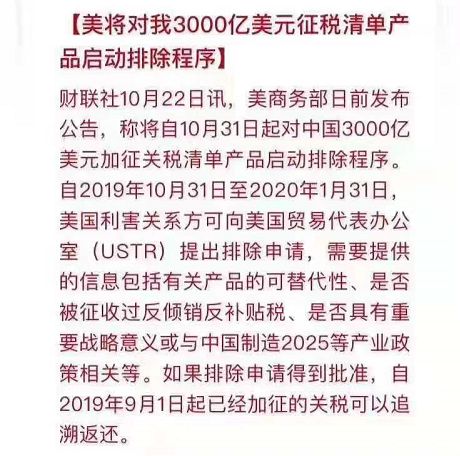 【美将对我3000亿美元征税清单产
品启动排除程序】
财联社10月22日讯，美商务部日前发布
公告，称将自10月31日起对中国3000亿
美元加征关税清单产品启动排除程序。
自2019年10月31日至2020年1月31日，
美国利害关系方可向美国贸易代表办公
室（USTR）提出排除申请，需要提供
的信息包括有关产品的可替代性、是否
被征收过反倾销反补贴税、是否具有重
要战略意义或与中国制造2025等产业政
策相关等。如果排除申请得到批准，自
2019年9月1日起已经加征的关税可以追
溯返还。